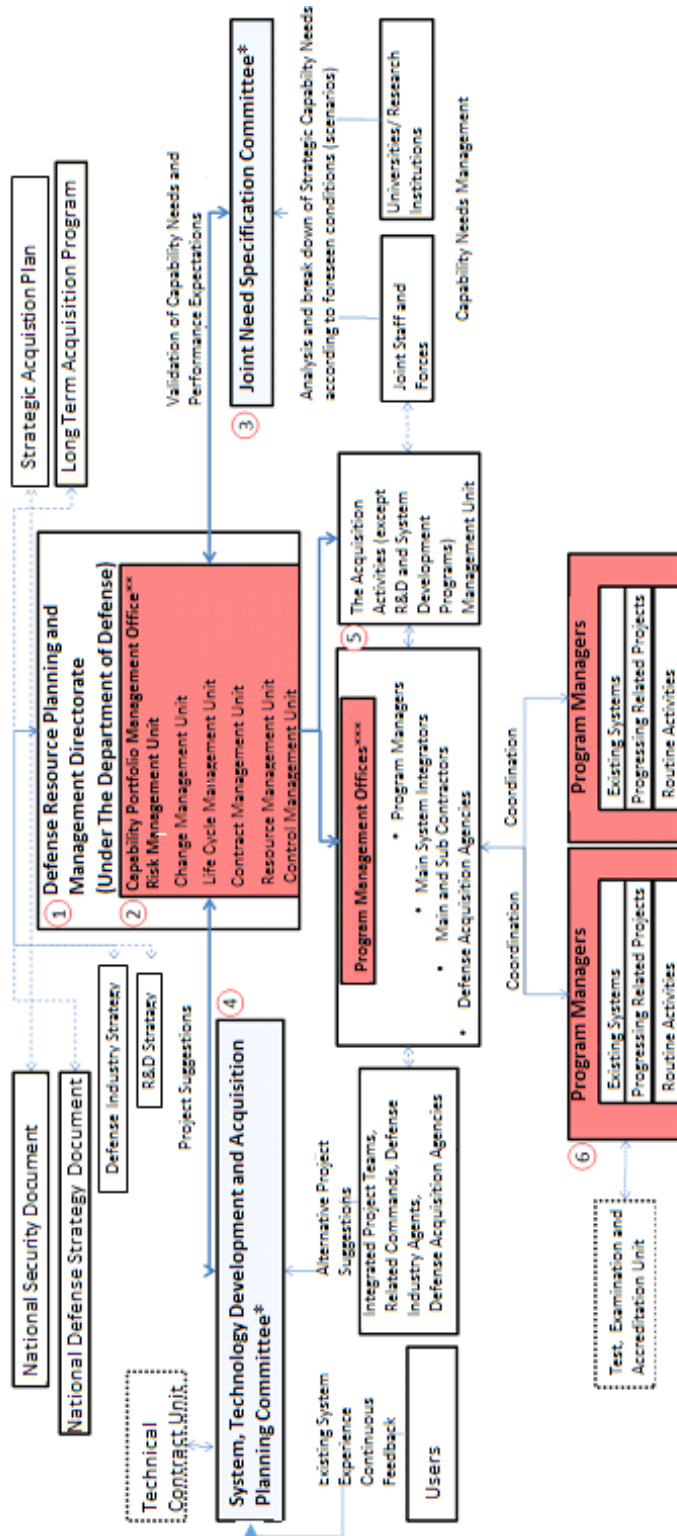 National Security Document
National Defense Strategy Document
Defense Industry Strategy
R&D Stratagy
Strategic Acquistion Plan
Long Term Acquisition Program
1
Defense Resource Planning and
Management Directorate
(Under The Department of Defense)
2
Capability Portfolio Management Office**
Risk Management Unit
Change Management Unit
Life Cycle Management Unit
Contract Management Unit
Resource Management Unit
Control Management Unit
Project Suggestions
Validation of Capability Needs and
Performance Expectations
Technical
Contract Unit
4
System, Technology Development and Acquisition
Planning Committee*
3
Joint Need Specification Committee*
Existing System
Experience
Continuous
Feedback
Users
Alternative Project
Suggestions
Integrated Project Teams,
Related Commands, Defense
Industry Agents,
Defense Acquisition Agencies
Program Management Offices***
• Program Managers
• Main System Integrators
• Main and Sub Contractors
• Defense Acquisition Agencies
5
The Acquisition
Activities (except
R&D and System
Development
Programs)
Management Unit
Analysis and break down of Strategic Capability Needs
according to foreseen conditions (scenarios)
Joint Staff and
Forces
Universities/ Research
Institutions
Capability Needs Management
Coordination
Coordination
6
Test, Examination and
Accreditation Unit
Program Managers
Existing Systems
Progressing Related Projects
Routine Activities
Program Managers
Existing Systems
Progressing Related Projects
Routine Activities